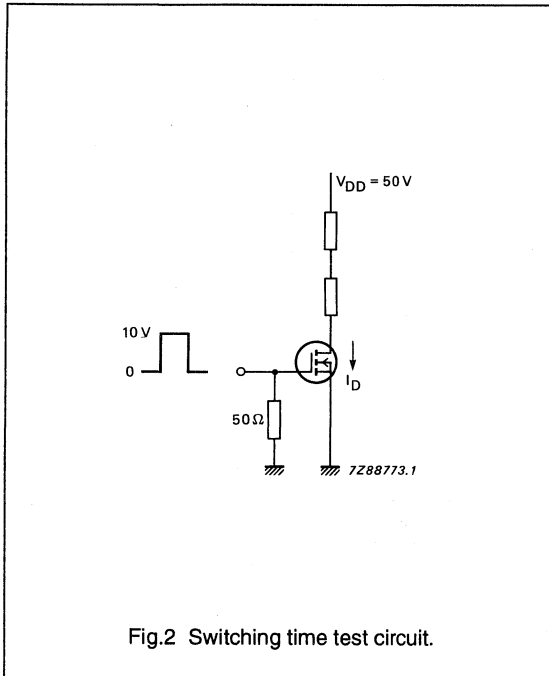 V_DD = 50 V
10 V
0
I_D
50 Ω
7Z88773.1
Fig.2 Switching time test circuit.